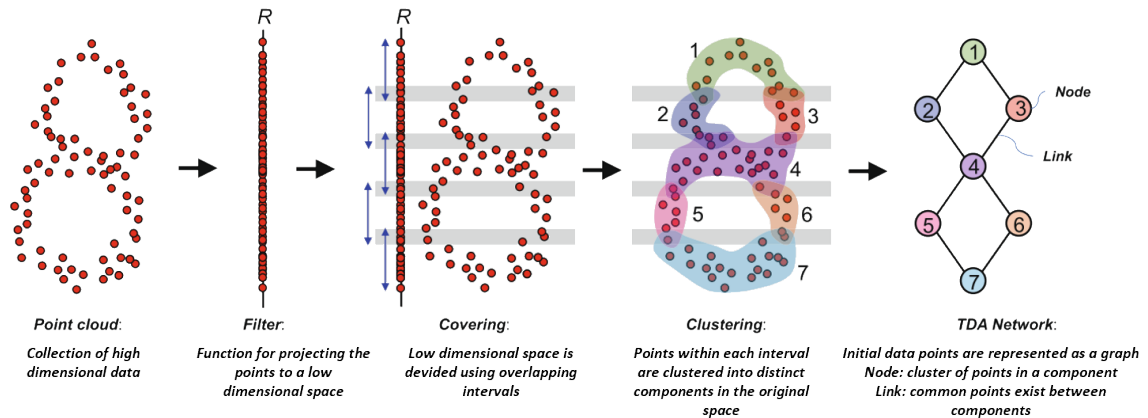 R
R
1
2
3
4
5
6
7
1
2
3
4
5
6
7
Node
Link
Point cloud:
Collection of high
dimensional data
Filter:
Function for projecting the
points to a low
dimensional space
Covering:
Low dimensional space is
devided using overlapping
intervals
Clustering:
Points within each interval
are clustered into distinct
components in the original
space
TDA Network:
Initial data points are represented as a graph
Node: cluster of points in a component
Link: common points exist between
components